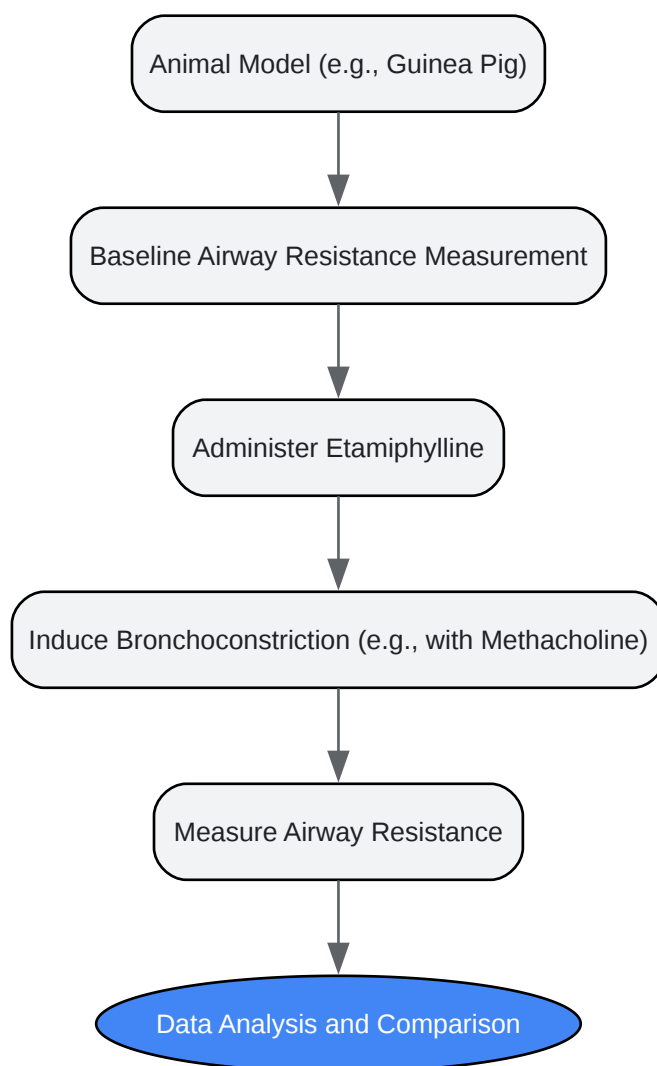 Animal Model (e.g., Guinea Pig)
Baseline Airway Resistance Measurement
Administer Etamiphylline
Induce Bronchoconstriction (e.g., with Methacholine)
Measure Airway Resistance
Data Analysis and Comparison